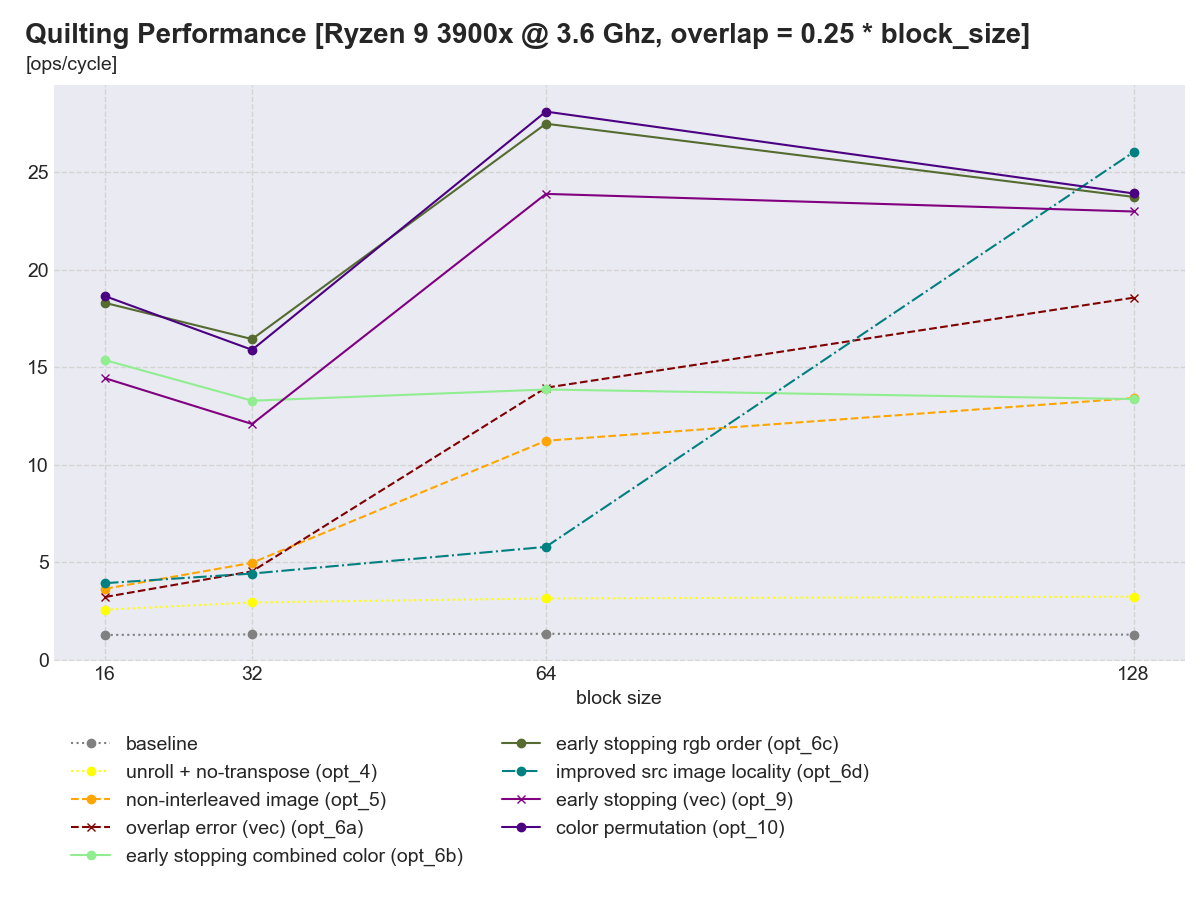 Quilting Performance [Ryzen 9 3900x @ 3.6 Ghz, overlap = 0.25 * block_size]
[ops/cycle]
25
20
15
10
5
0
16 32 64 128
block size
baseline
unroll + no-transpose (opt_4)
non-interleaved image (opt_5)
overlap error (vec) (opt_6a)
early stopping combined color (opt_6b)
early stopping rgb order (opt_6c)
improved src image locality (opt_6d)
early stopping (vec) (opt_9)
color permutation (opt_10)